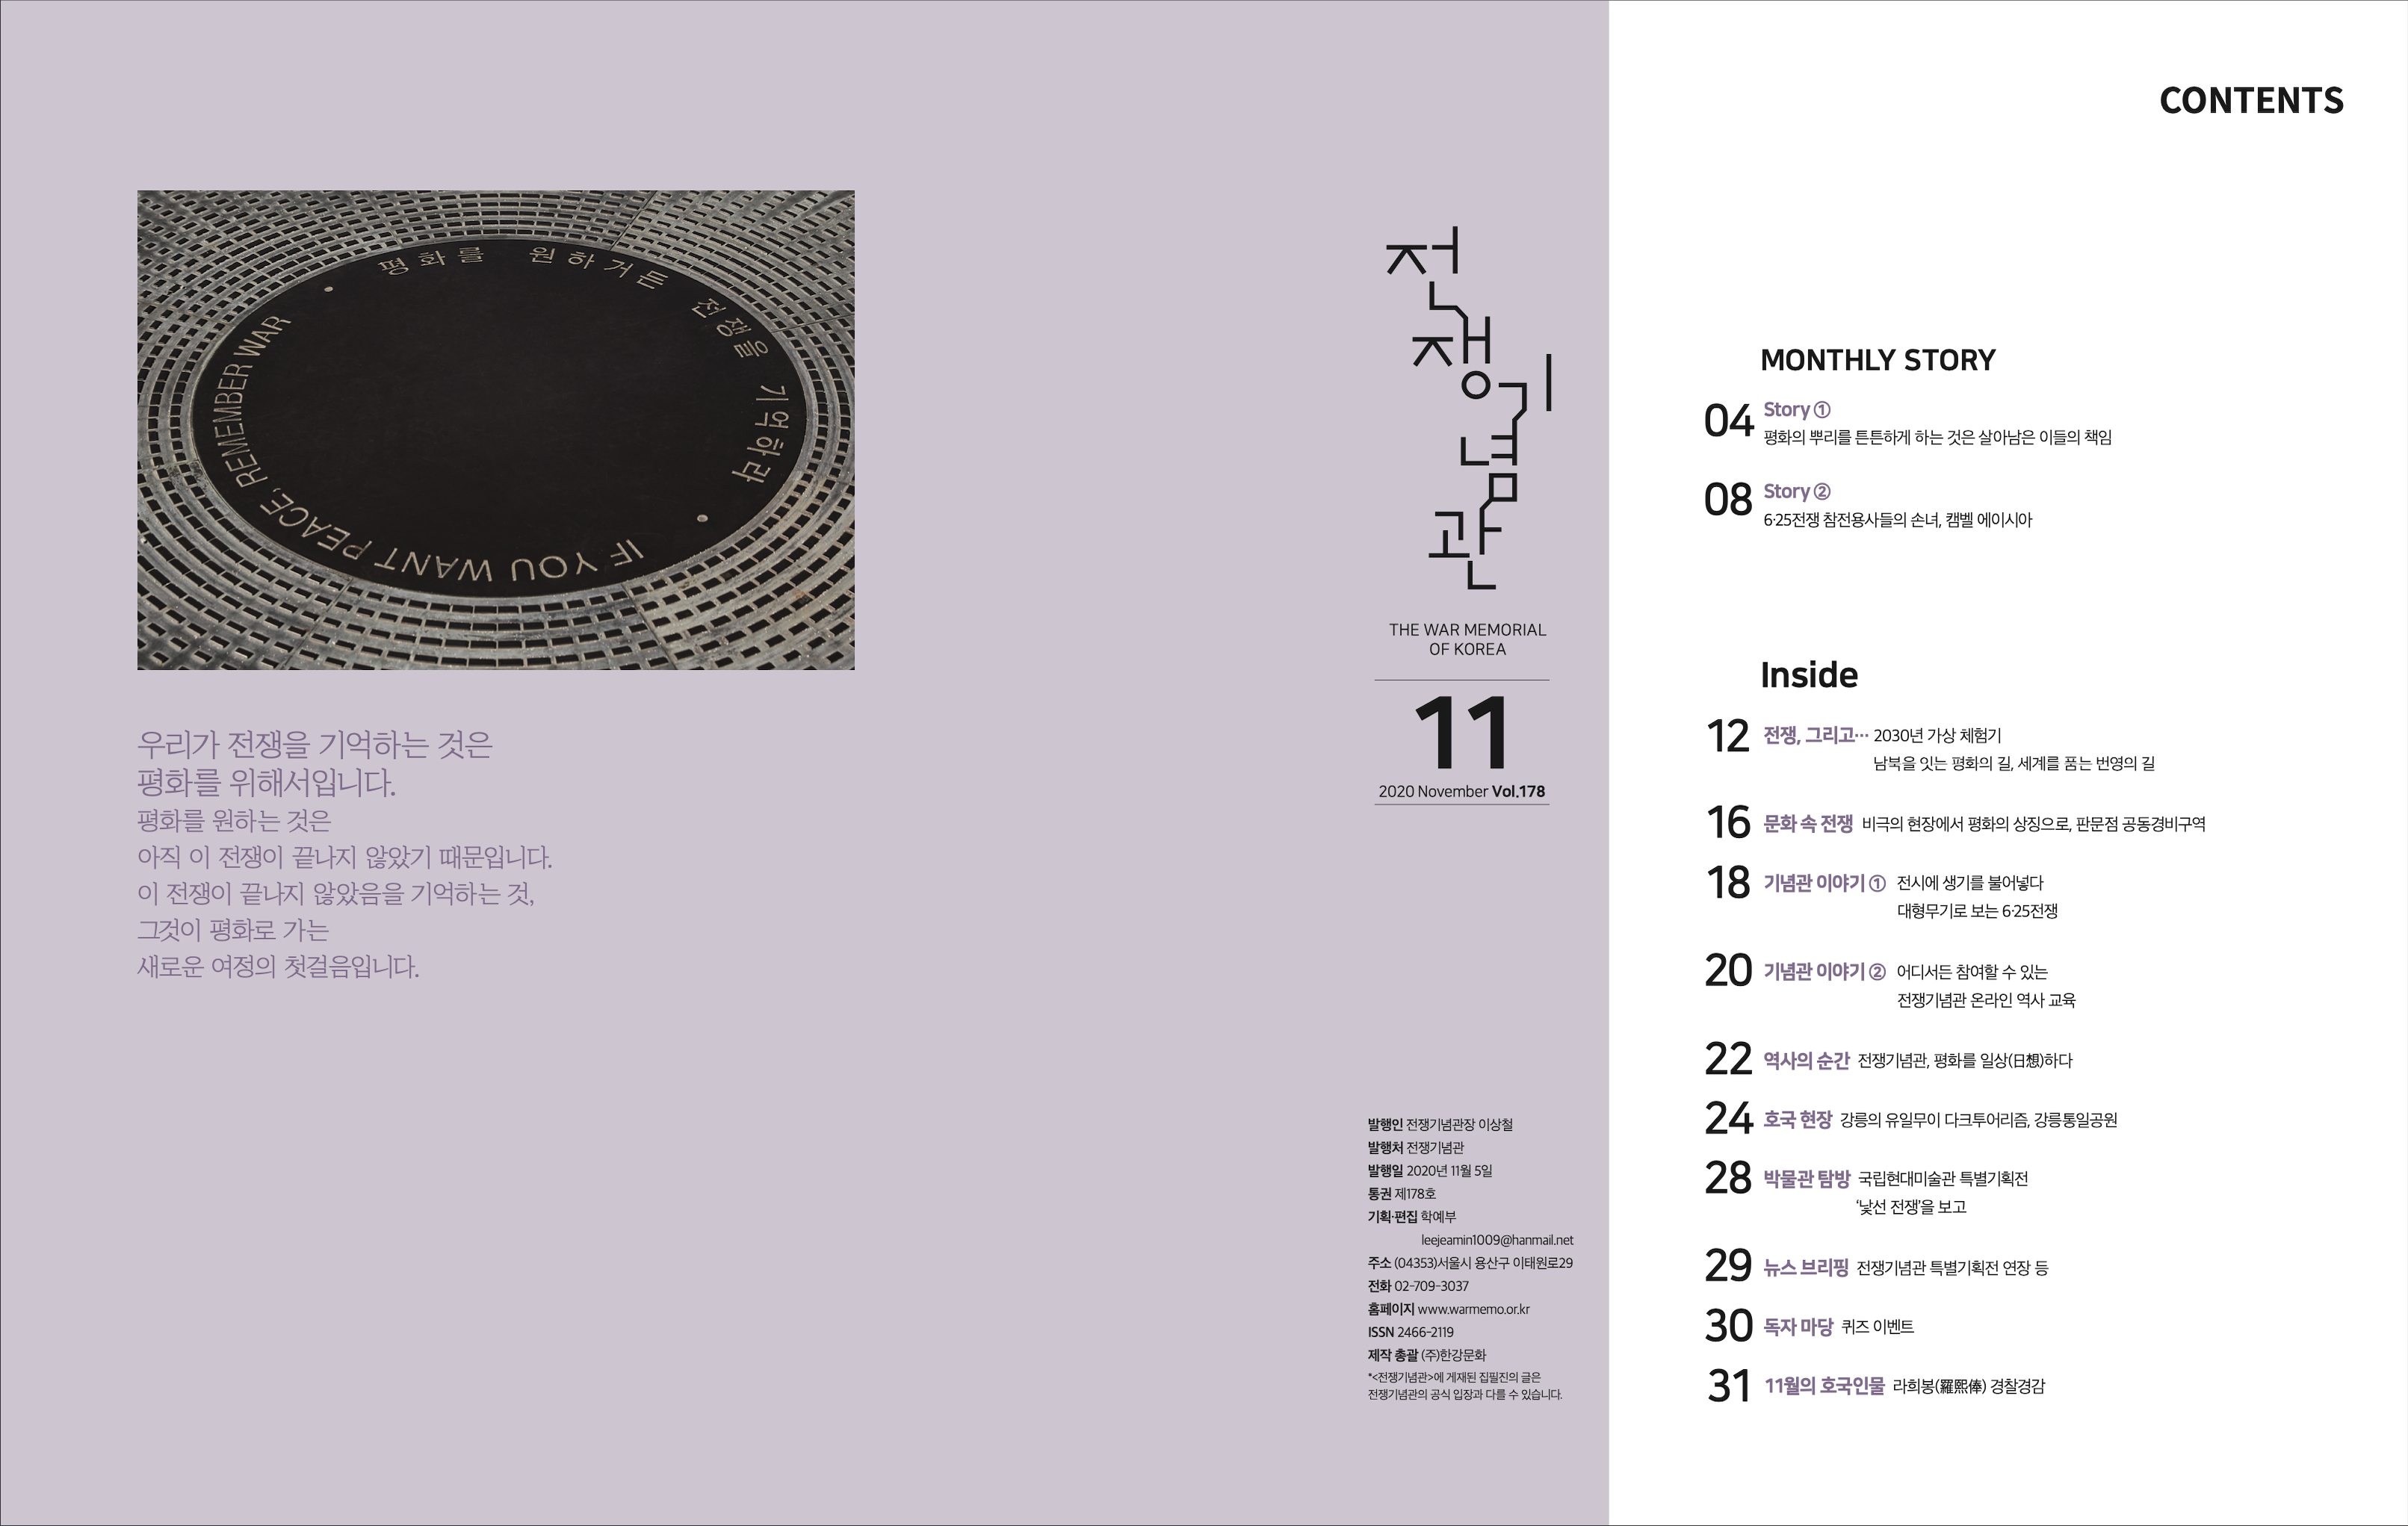 평화를 원하거든 전쟁을 기억하라
IF YOU WANT PEACE, REMEMBER WAR
우리가 전쟁을 기억하는 것은
평화를 위해서입니다.
평화를 원하는 것은
아직 이 전쟁이 끝나지 않았기 때문입니다.
이 전쟁이 끝나지 않았음을 기억하는 것,
그것이 평화로 가는
새로운 여정의 첫걸음입니다.
전쟁기념관
THE WAR MEMORIAL
OF KOREA
11
2020 November Vol.178
발행인 전쟁기념관장 이상철
발행처 전쟁기념관
발행일 2020년 11월 5일
통권 제178호
기획·편집 학예부
leejeamin1009@hanmail.net
주소 (04353)서울시 용산구 이태원로29
전화 02-709-3037
홈페이지 www.warmemo.or.kr
ISSN 2466-2119
제작 총괄 (주)한강문화
*<전쟁기념관>에 게재된 집필진의 글은
전쟁기념관의 공식 입장과 다를 수 있습니다.
CONTENTS
MONTHLY STORY
04 Story ①
평화의 뿌리를 튼튼하게 하는 것은 살아남은 이들의 책임
08 Story ②
6·25전쟁 참전용사들의 손녀, 캠벨 에이시아
Inside
12 전쟁, 그리고… 2030년 가상 체험기
남북을 잇는 평화의 길, 세계를 품는 번영의 길
16 문화 속 전쟁 비극의 현장에서 평화의 상징으로, 판문점 공동경비구역
18 기념관 이야기 ① 전시에 생기를 불어넣다
대형무기로 보는 6·25전쟁
20 기념관 이야기 ② 어디서든 참여할 수 있는
전쟁기념관 온라인 역사 교육
22 역사의 순간 전쟁기념관, 평화를 일상(日想)하다
24 호국 현장 강릉의 유일무이 다크투어리즘, 강릉통일공원
28 박물관 탐방 국립현대미술관 특별기획전
'낯선 전쟁'을 보고
29 뉴스 브리핑 전쟁기념관 특별기획전 연장 등
30 독자 마당 퀴즈 이벤트
31 11월의 호국인물 라희봉(羅熙俸) 경찰경감